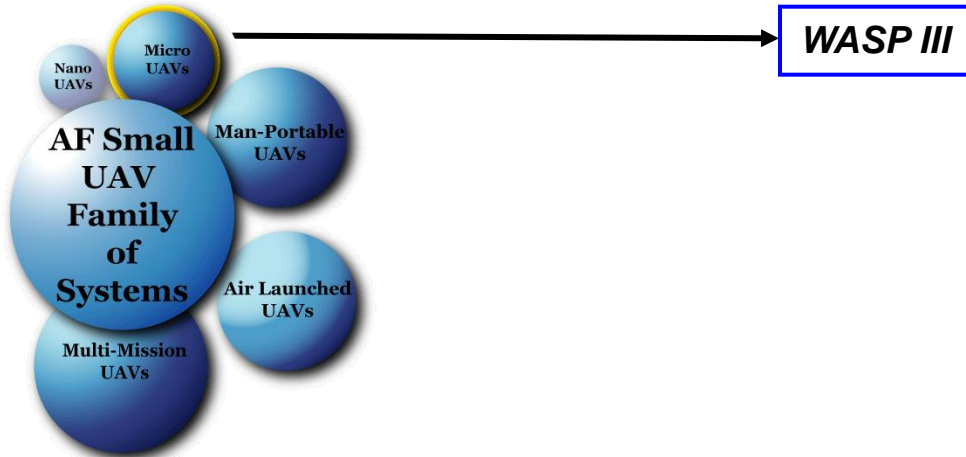 Micro
UAVs
WASP III
Nano
UAVs
AF Small
UAV
Family
of
Systems
Man-Portable
UAVs
Air Launched
UAVs
Multi-Mission
UAVs